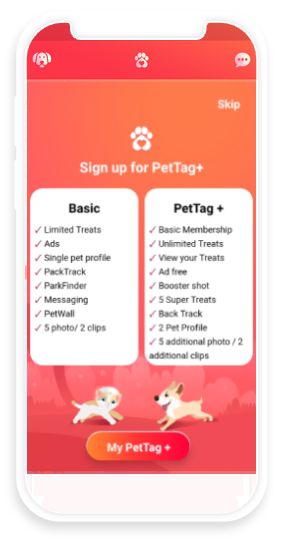 Skip
Sign up for PetTag+
Basic
✓ Limited Treats
✓ Ads
✓ Single pet profile
✓ PackTrack
✓ ParkFinder
✓ Messaging
✓ PetWall
✓ 5 photo/ 2 clips
PetTag +
✓ Basic Membership
✓ Unlimited Treats
✓ View your Treats
✓ Ad free
✓ Booster shot
✓ 5 Super Treats
✓ Back Track
✓ 2 Pet Profile
✓ 5 additional photo / 2
additional clips
My PetTag +